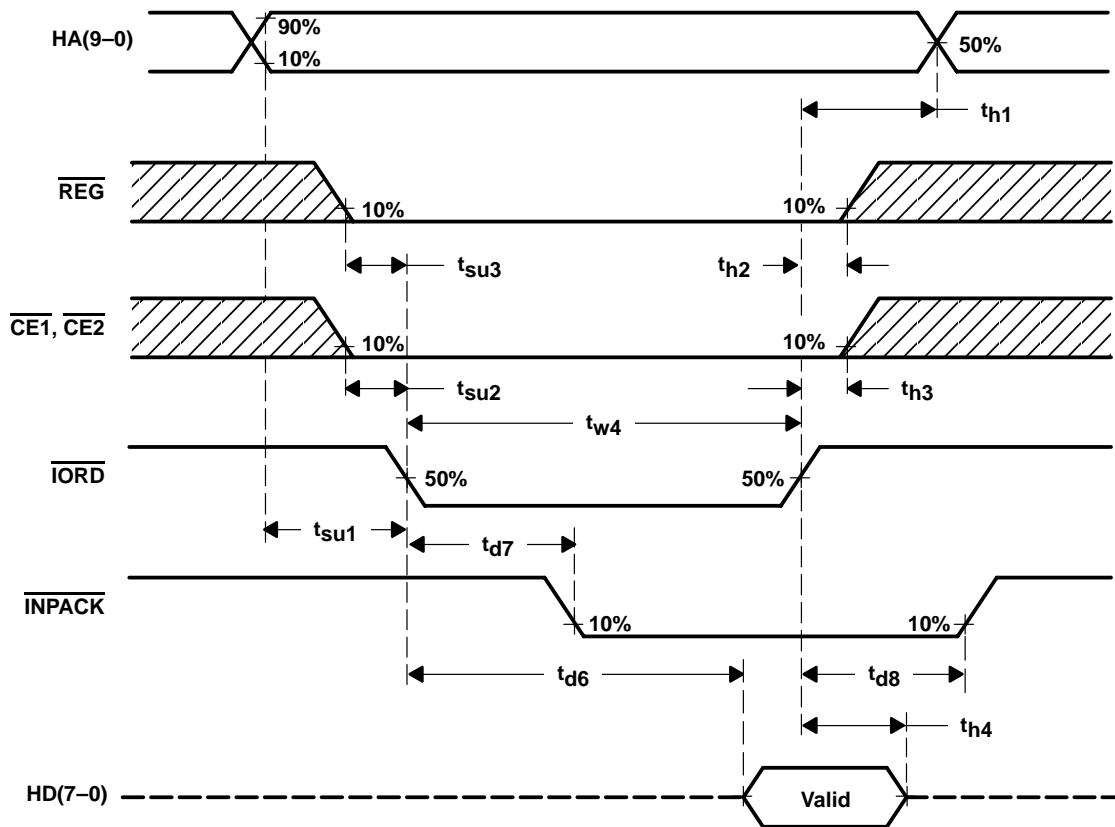 HA(9–0)
90%
10%
50%
th1
REG
10%
10%
tsu3
th2
CE1, CE2
10%
10%
tsu2
th3
tw4
IORD
50%
50%
tsu1
td7
INPACK
10%
10%
td6
td8
th4
HD(7–0)
Valid